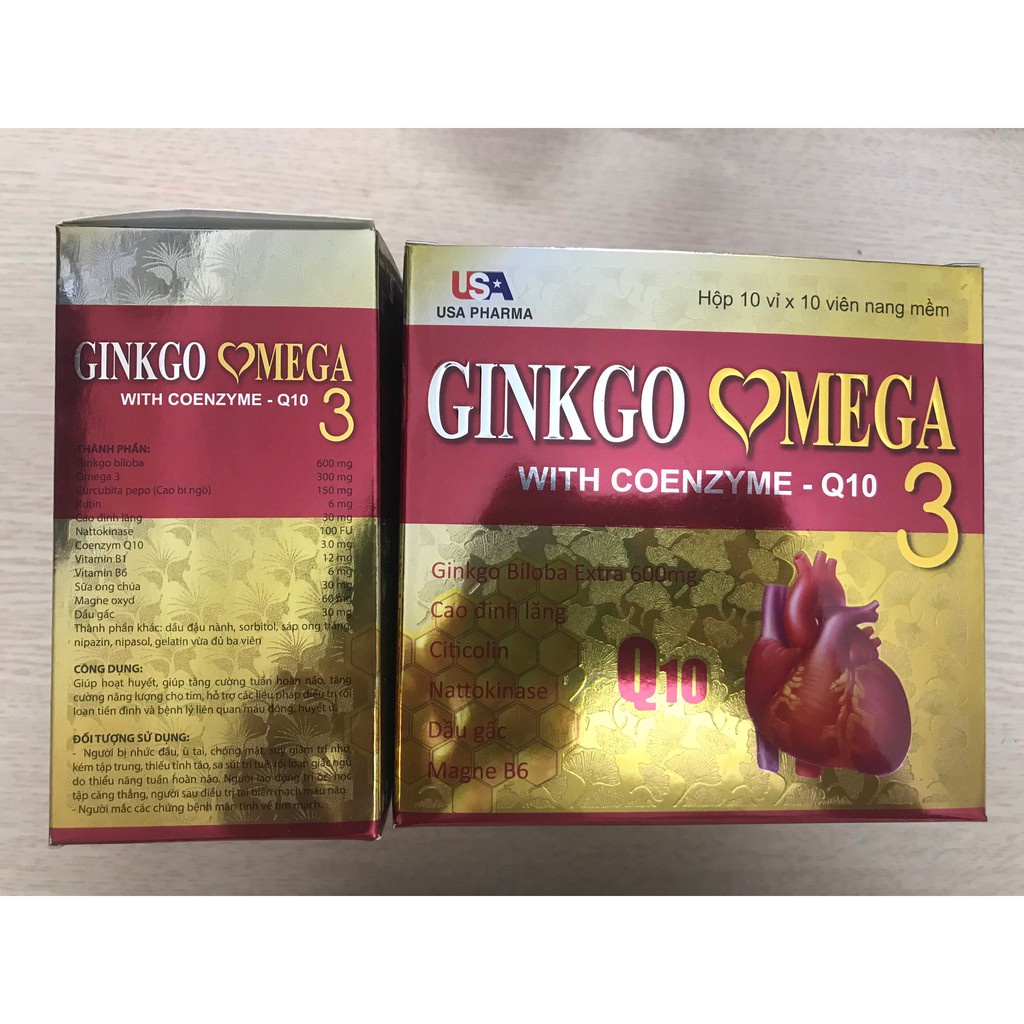 GINKGO OMEGA
WITH COENZYME - Q10 3
THÀNH PHẦN:
Ginkgo biloba 600 mg
Omega 3 300 mg
Curcubita pepo (Cao bí ngô) 150 mg
Rutin 6 mg
Cao đinh lăng 30 mg
Nattokinase 100 FU
Coenzym Q10 3.0 mg
Vitamin B1 12 mg
Vitamin B6 6 mg
Sữa ong chúa 30 mg
Magne oxyd 60 mg
Dầu gấc 30 mg
Thành phần khác: dầu đậu nành, sorbitol, sáp ong trắng,
nipazin, nipasol, gelatin vừa đủ ba viên
CÔNG DỤNG:
Giúp hoạt huyết, giúp tăng cường tuần hoàn não, tăng
cường năng lượng cho tim, hỗ trợ các liệu pháp điều trị rối
loạn tiền đình và bệnh lý liên quan máu đông, huyết ứ.
ĐỐI TƯỢNG SỬ DỤNG:
- Người bị nhức đầu, ù tai, chóng mặt, suy giảm trí nhớ,
kém tập trung, thiếu tỉnh táo, sa sút trí tuệ, rối loạn giấc ngủ
do thiểu năng tuần hoàn não. Người lao động trí óc, học
tập căng thẳng, người sau điều trị tai biến mạch máu não.
- Người mắc các chứng bệnh mãn tính về tim mạch.
USA
USA PHARMA
Hộp 10 vỉ x 10 viên nang mềm
GINKGO OMEGA
WITH COENZYME - Q10 3
Ginkgo Biloba Extra 600mg
Cao đinh lăng
Citicolin
Nattokinase
Dầu gấc
Magne B6
Q10